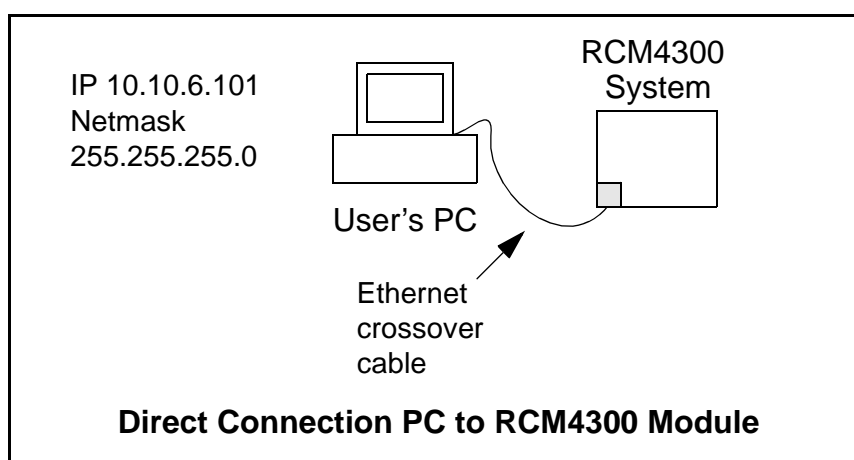 IP 10.10.6.101
Netmask
255.255.255.0
RCM4300
System
User's PC
Ethernet
crossover
cable
Direct Connection PC to RCM4300 Module